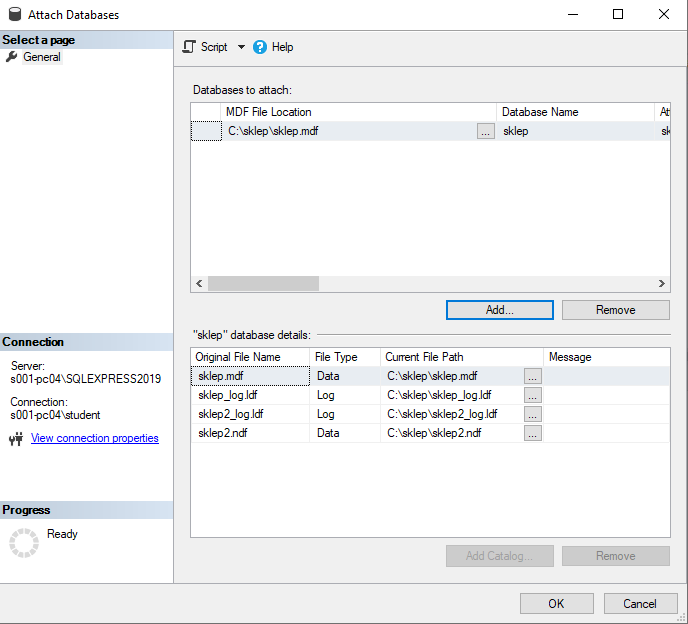 Attach Databases
Select a page
General
Script Help
Databases to attach:
MDF File Location Database Name
C:\sklep\sklep.mdf ... sklep sk
Add... Remove
"sklep" database details:
Original File Name File Type Current File Path Message
sklep.mdf Data C:\sklep\sklep.mdf ...
sklep_log.ldf Log C:\sklep\sklep_log.ldf ...
sklep2_log.ldf Log C:\sklep\sklep2_log.ldf ...
sklep2.ndf Data C:\sklep\sklep2.ndf ...
Add Catalog... Remove
Connection
Server:
s001-pc04\SQLEXPRESS2019
Connection:
s001-pc04\student
View connection properties
Progress
Ready
OK Cancel